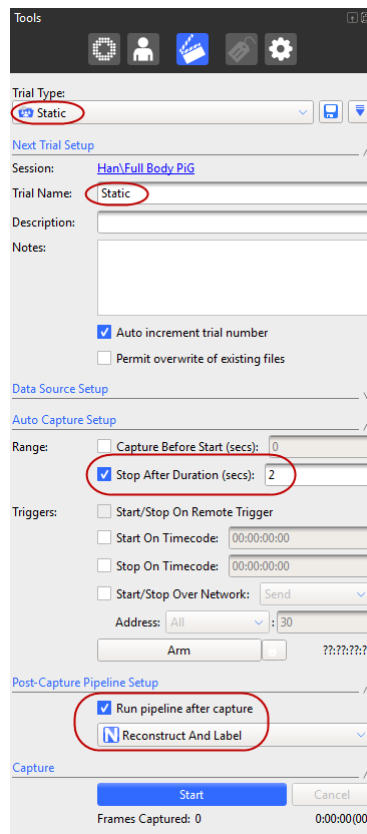 Tools
Trial Type:
Static
Next Trial Setup
Session: Han\Full Body PiG
Trial Name: Static
Description:
Notes:
Auto increment trial number
Permit overwrite of existing files
Data Source Setup
Auto Capture Setup
Range: Capture Before Start (secs): 0
Stop After Duration (secs): 2
Triggers: Start/Stop On Remote Trigger
Start On Timecode: 00:00:00:00
Stop On Timecode: 00:00:00:00
Start/Stop Over Network: Send
Address: All : 30
Arm ??:??:??:?
Post-Capture Pipeline Setup
Run pipeline after capture
N Reconstruct And Label
Capture
Start Cancel
Frames Captured: 0 0:00:00(00